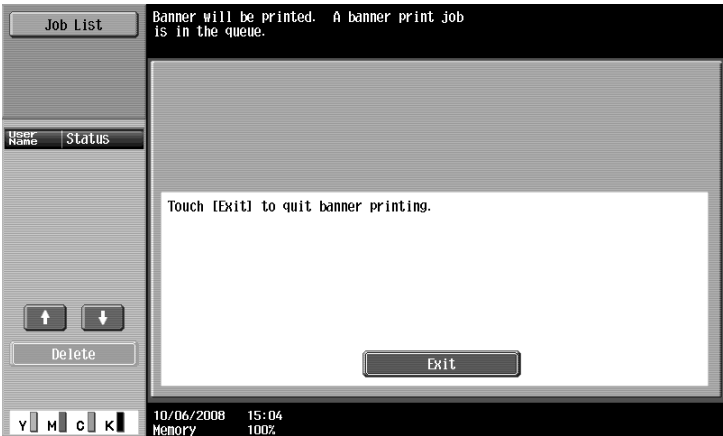 Job List
Banner will be printed. A banner print job
is in the queue.
User Name Status
Touch [Exit] to quit banner printing.
Delete
Exit
Y M C K
10/06/2008 15:04
Memory 100%